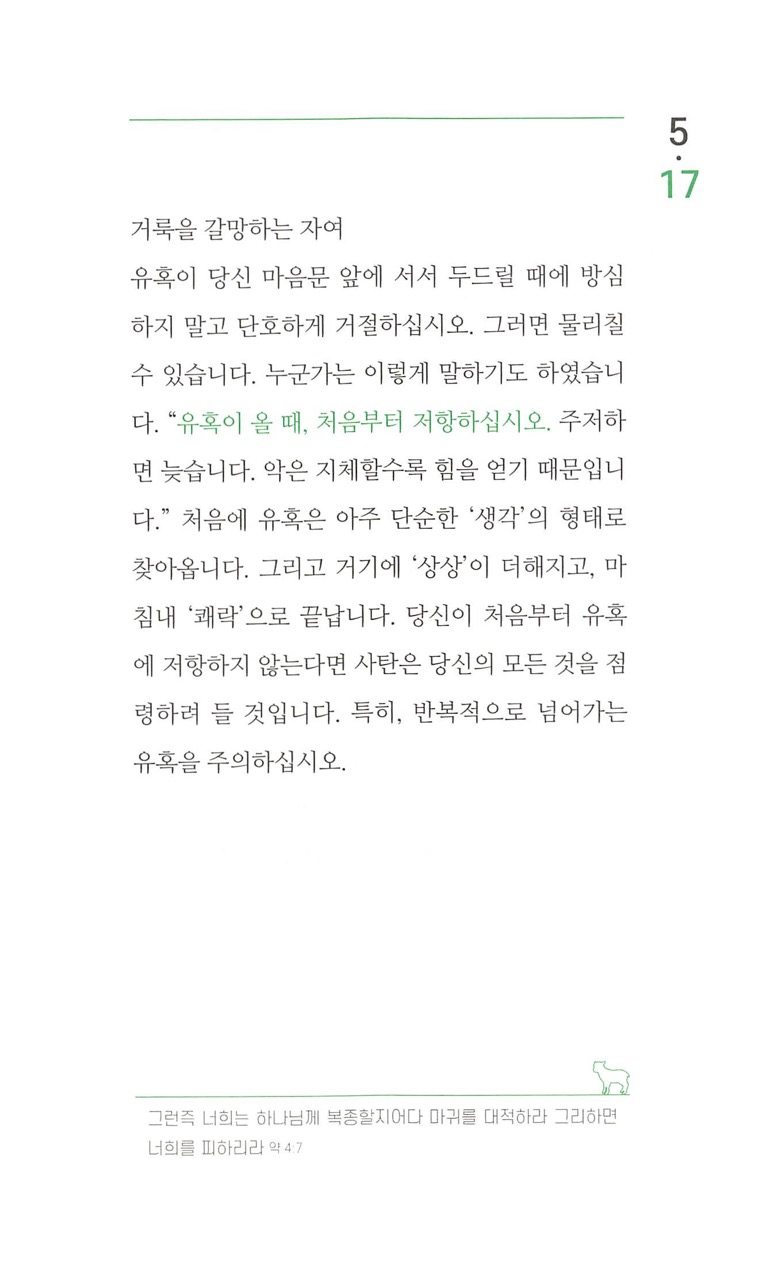 5
·
17
거룩을 갈망하는 자여
유혹이 당신 마음문 앞에 서서 두드릴 때에 방심
하지 말고 단호하게 거절하십시오. 그러면 물리칠
수 있습니다. 누군가는 이렇게 말하기도 하였습니
다. “유혹이 올 때, 처음부터 저항하십시오. 주저하
면 늦습니다. 악은 지체할수록 힘을 얻기 때문입니
다.” 처음에 유혹은 아주 단순한 ‘생각’의 형태로
찾아옵니다. 그리고 거기에 ‘상상’이 더해지고, 마
침내 ‘쾌락’으로 끝납니다. 당신이 처음부터 유혹
에 저항하지 않는다면 사탄은 당신의 모든 것을 점
령하려 들 것입니다. 특히, 반복적으로 넘어가는
유혹을 주의하십시오.
그런즉 너희는 하나님께 복종할지어다 마귀를 대적하라 그리하면
너희를 피하리라 약 4:7